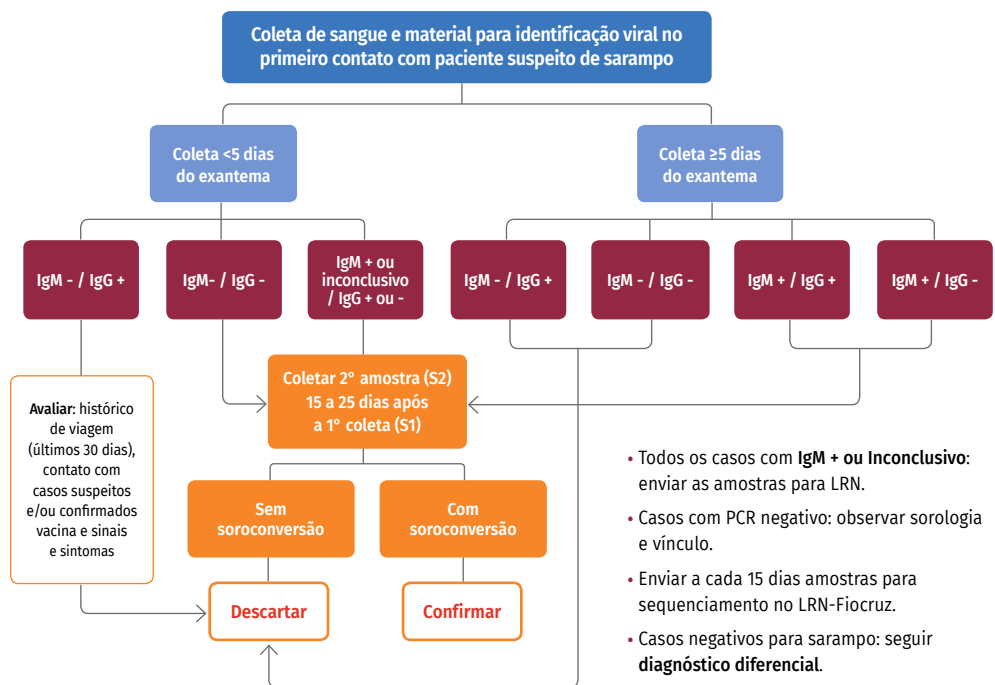 Coleta de sangue e material para identificação viral no
primeiro contato com paciente suspeito de sarampo
Coleta <5 dias
do exantema
Coleta ≥5 dias
do exantema
IgM - / IgG +
IgM- / IgG -
IgM + ou
inconclusivo
/ IgG + ou -
IgM - / IgG +
IgM - / IgG -
IgM + / IgG +
IgM + / IgG -
Avaliar: histórico
de viagem
(últimos 30 dias),
contato com
casos suspeitos
e/ou confirmados
vacina e sinais
e sintomas
Coletar 2° amostra (S2)
15 a 25 dias após
a 1° coleta (S1)
Sem
soroconversão
Com
soroconversão
Descartar
Confirmar
• Todos os casos com IgM + ou Inconclusivo:
enviar as amostras para LRN.
• Casos com PCR negativo: observar sorologia
e vínculo.
• Enviar a cada 15 dias amostras para
sequenciamento no LRN-Fiocruz.
• Casos negativos para sarampo: seguir
diagnóstico diferencial.